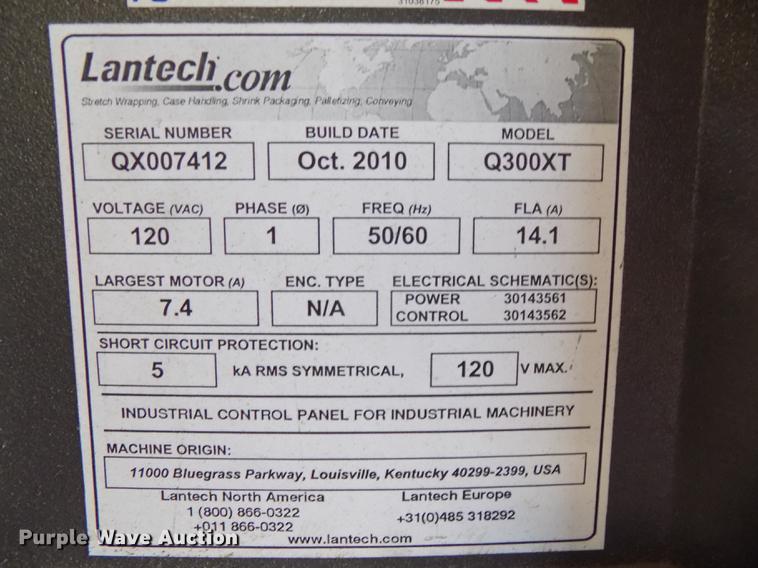 31036175
Lantech.com
Stretch Wrapping, Case Handling, Shrink Packaging, Palletizing, Conveying
SERIAL NUMBER BUILD DATE MODEL
QX007412 Oct. 2010 Q300XT
VOLTAGE (VAC) PHASE (Ø) FREQ (Hz) FLA (A)
120 1 50/60 14.1
LARGEST MOTOR (A) ENC. TYPE ELECTRICAL SCHEMATIC(S):
7.4 N/A POWER 30143561
CONTROL 30143562
SHORT CIRCUIT PROTECTION:
5 kA RMS SYMMETRICAL, 120 V MAX.
INDUSTRIAL CONTROL PANEL FOR INDUSTRIAL MACHINERY
MACHINE ORIGIN:
11000 Bluegrass Parkway, Louisville, Kentucky 40299-2399, USA
Lantech North America Lantech Europe
1 (800) 866-0322
+011 866-0322 +31(0)485 318292
www.lantech.com
Purple Wave Auction